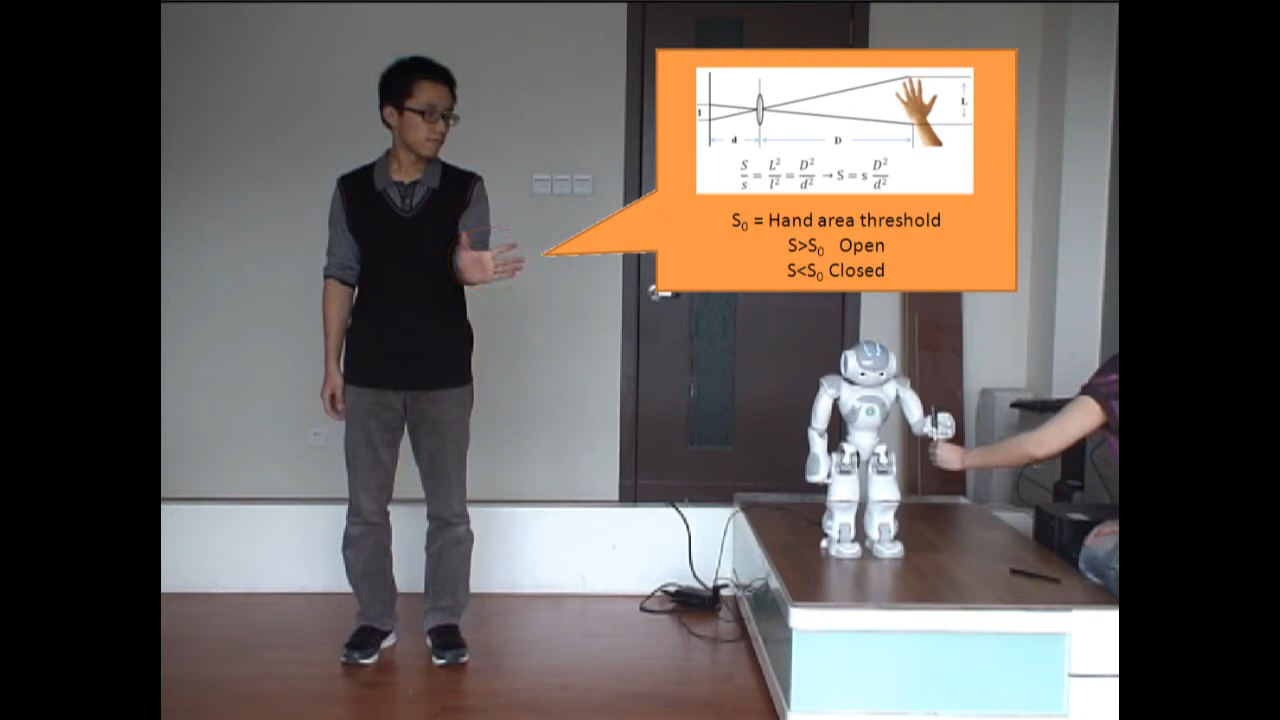 l
L
d
D
S/s = L²/l² = D²/d² → S = s D²/d²
S₀ = Hand area threshold
S>S₀ Open
S<S₀ Closed